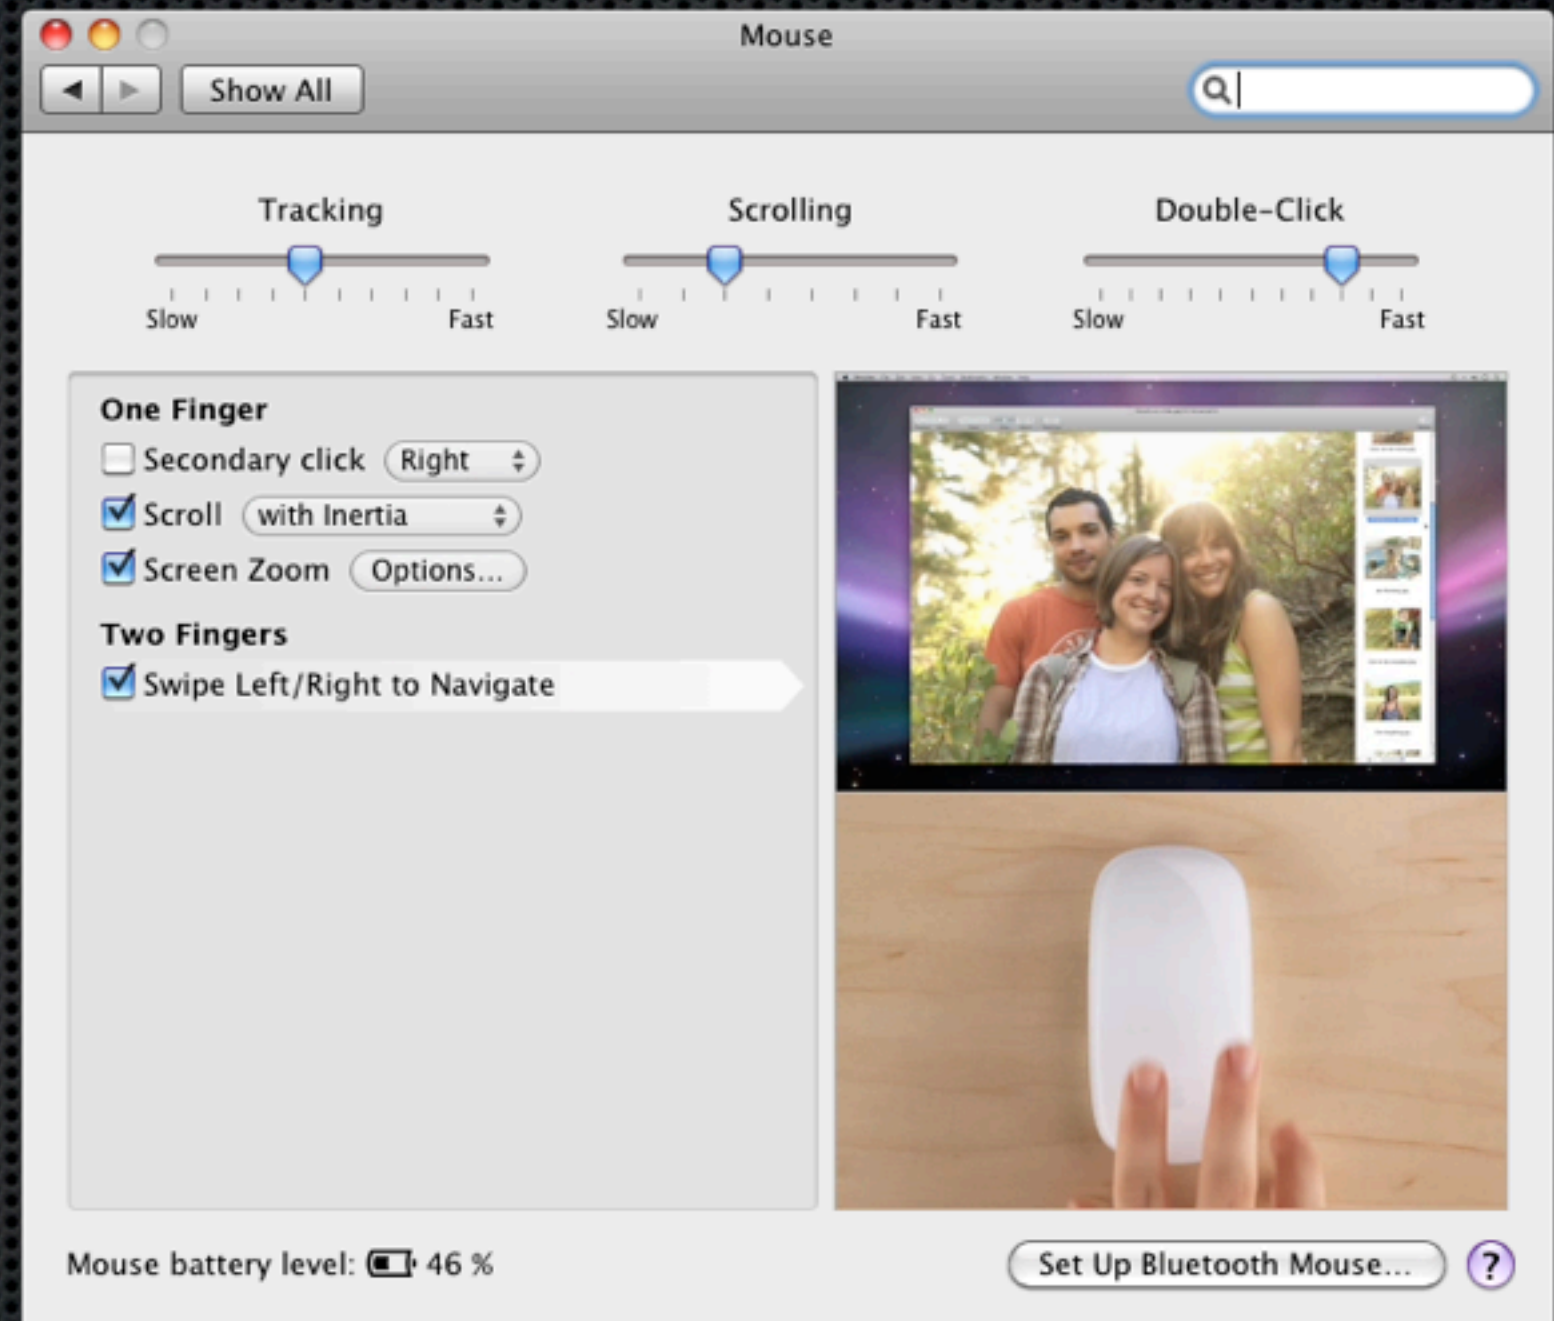 Mouse
Show All
Tracking
Scrolling
Double-Click
Slow
Fast
Slow
Fast
Slow
Fast
One Finger
Secondary click Right
Scroll with Inertia
Screen Zoom Options...
Two Fingers
Swipe Left/Right to Navigate
Mouse battery level: 46 %
Set Up Bluetooth Mouse...
?